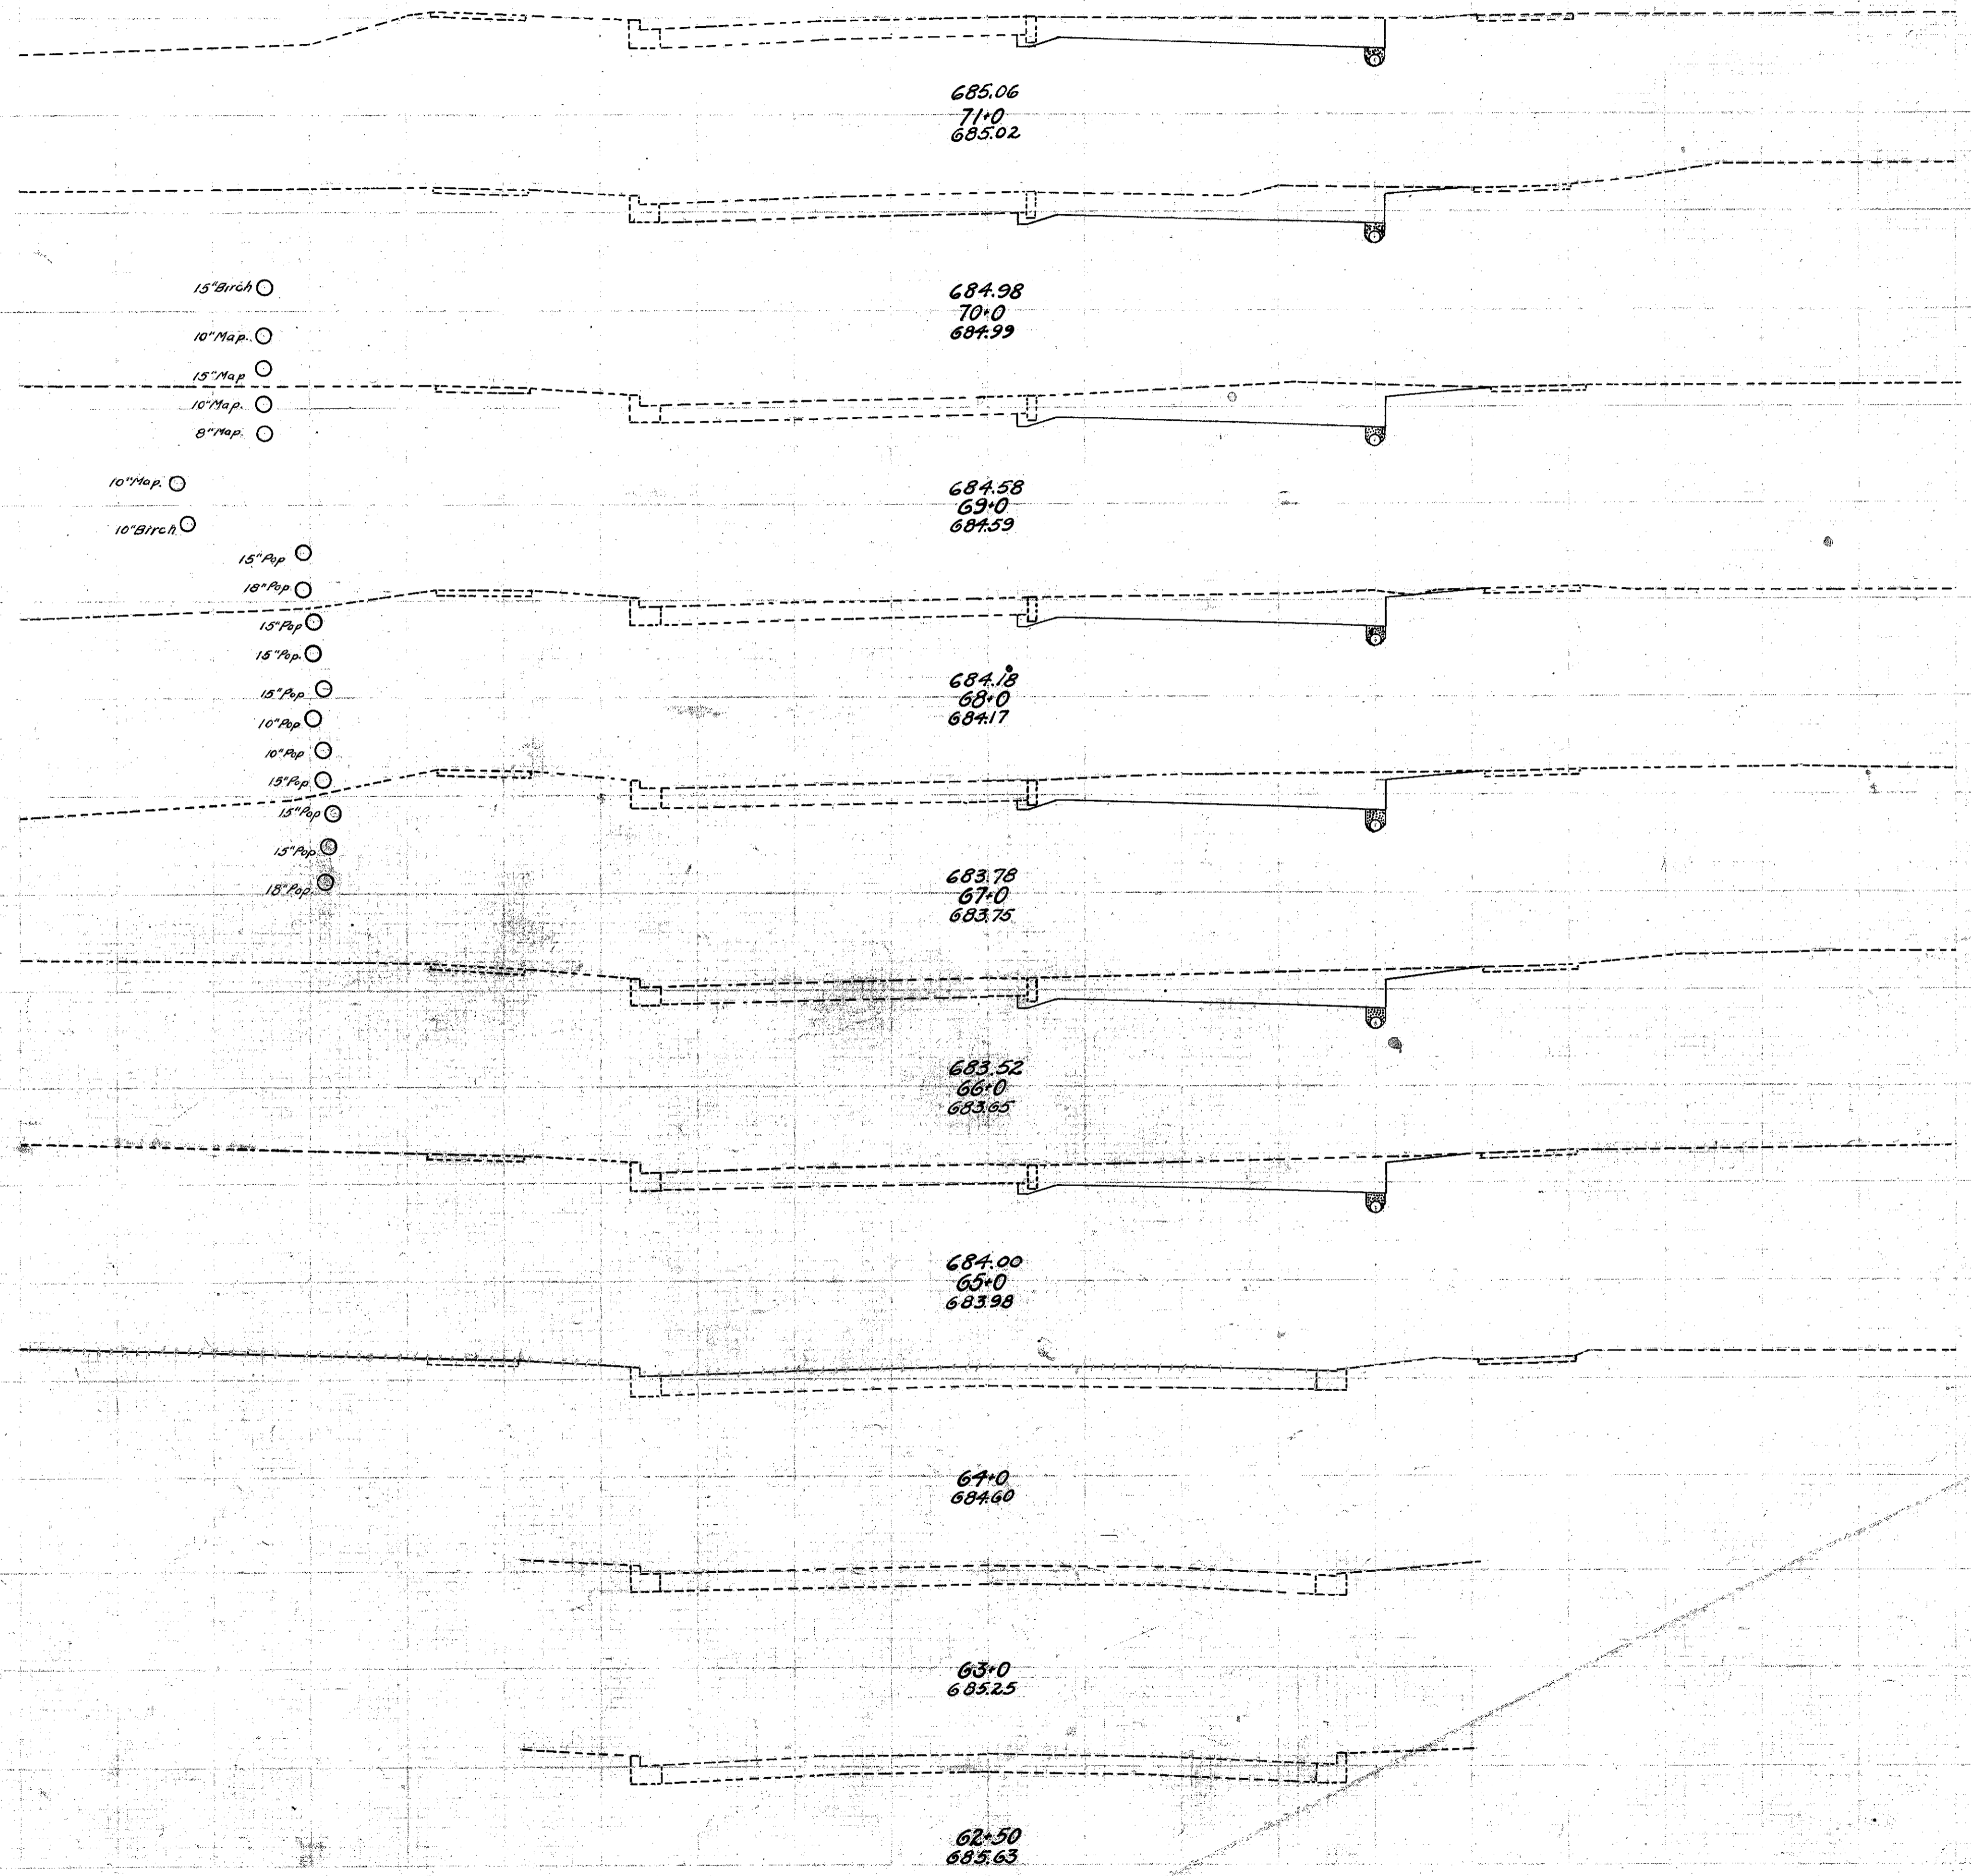 685.06
71+0
685.02
15"Birch
684.98
70+0
684.99
10"Map.
15"Map
10"Map.
8"Map.
10"Map.
684.58
69+0
684.59
10"Birch
15"Pop
18"Pop.
15"Pop
15"Pop.
684.18
68+0
684.17
15"Pop
10"Pop
10"Pop
15"Pop
15"Pop
15"Pop
18"Pop.
683.78
67+0
683.75
683.52
66+0
683.65
684.00
65+0
683.98
64+0
684.60
63+0
685.25
62+50
685.63